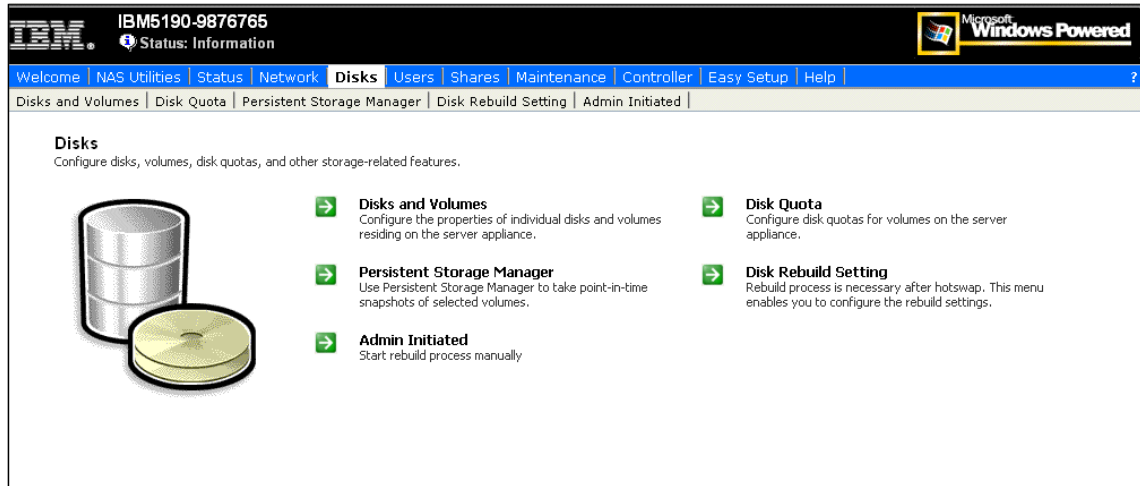 IBM®
IBM5190-9876765
Status: Information
Microsoft
Windows Powered
Welcome | NAS Utilities | Status | Network | Disks | Users | Shares | Maintenance | Controller | Easy Setup | Help | ?
Disks and Volumes | Disk Quota | Persistent Storage Manager | Disk Rebuild Setting | Admin Initiated |
Disks
Configure disks, volumes, disk quotas, and other storage-related features.
Disks and Volumes
Configure the properties of individual disks and volumes
residing on the server appliance.
Disk Quota
Configure disk quotas for volumes on the server
appliance.
Persistent Storage Manager
Use Persistent Storage Manager to take point-in-time
snapshots of selected volumes.
Disk Rebuild Setting
Rebuild process is necessary after hotswap. This menu
enables you to configure the rebuild settings.
Admin Initiated
Start rebuild process manually